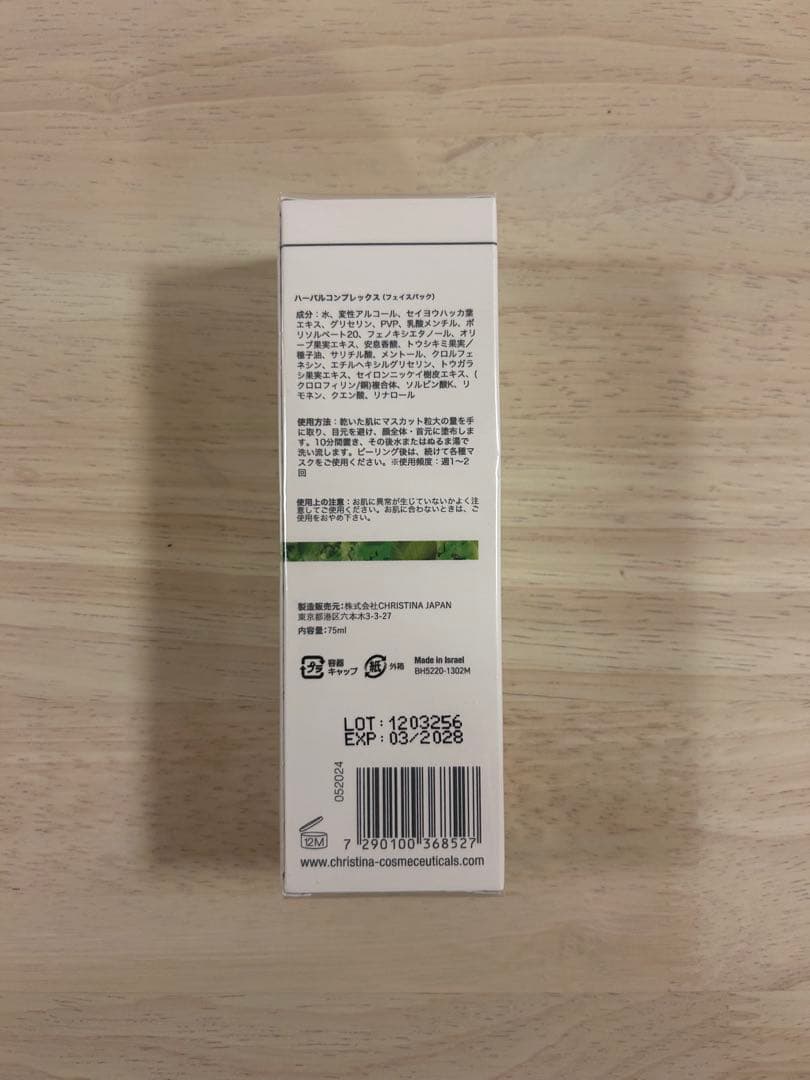 ハーバルコンプレックス (フェイスパック)
成分：水、変性アルコール、セイヨウハッカ葉
エキス、グリセリン、PVP、乳酸メンチル、ポ
リソルベート20、フェノキシエタノール、オリ
ーブ果実エキス、安息香酸、トウシキミ果実／
種子油、サリチル酸、メントール、クロルフェ
ネシン、エチルヘキシルグリセリン、トウガラ
シ果実エキス、セイロンニッケイ樹皮エキス、(
クロロフィリン/銅)複合体、ソルビン酸K、リ
モネン、クエン酸、リナロール
使用方法：乾いた肌にマスカット粒大の量を手
に取り、目元を避け、顔全体・首元に塗布しま
す。10分間置き、その後水またはぬるま湯で
洗い流します。ピーリング後は、続けて各種マ
スクをご使用ください。※使用頻度：週1〜2
回
使用上の注意：お肌に異常が生じていないかよく注
意してご使用ください。お肌に合わないときは、ご
使用をおやめ下さい。
製造販売元：株式会社CHRISTINA JAPAN
東京都港区六本木3-3-27
内容量：75ml
プラ 容器
キャップ
紙 外箱
Made in Israel
BH5220-1302M
LOT: 1203256
EXP: 03/2028
052024
12M
7 290100 368527
www.christina-cosmeceuticals.com